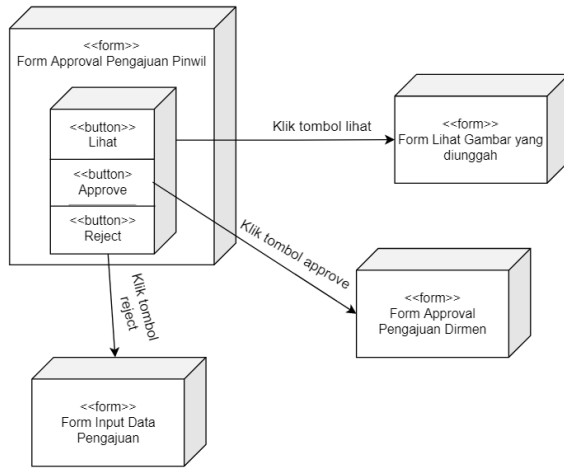 <<form>>
Form Approval Pengajuan Pinwil
<<button>>
Lihat
<<button>
Approve
<<button>>
Reject
Klik tombol lihat
<<form>>
Form Lihat Gambar yang
diunggah
Klik tombol approve
<<form>>
Form Approval
Pengajuan Dirmen
Klik tombol
reject
<<form>>
Form Input Data
Pengajuan